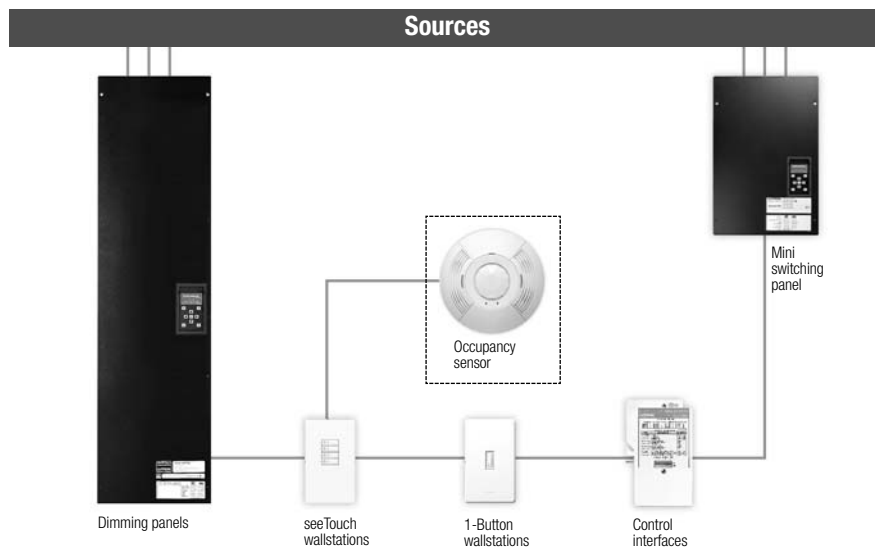 Sources
Mini
switching
panel
Occupancy
sensor
Dimming panels
seeTouch
wallstations
1-Button
wallstations
Control
interfaces